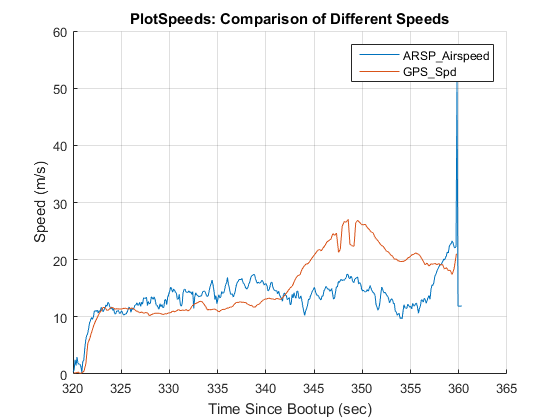 PlotSpeeds: Comparison of Different Speeds
60
50
40
30
20
10
0
Speed (m/s)
ARSP_Airspeed
GPS_Spd
320 325 330 335 340 345 350 355 360 365
Time Since Bootup (sec)